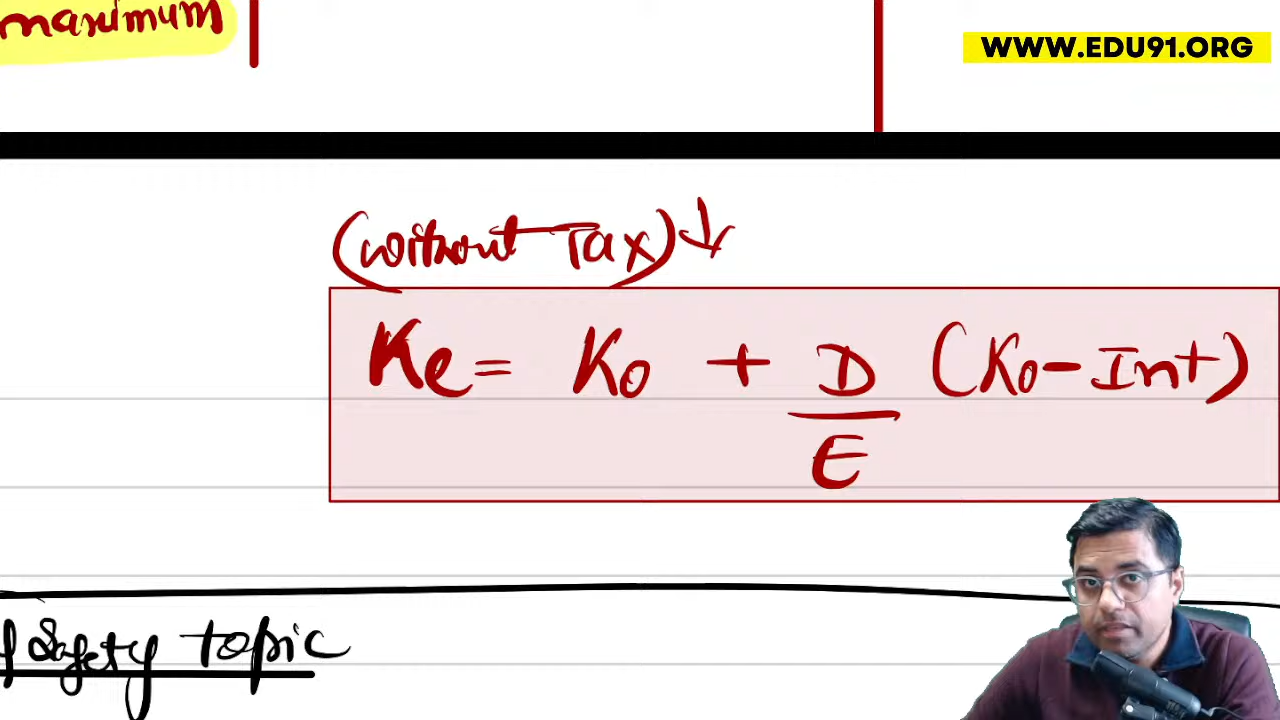 maximum
WWW.EDU91.ORG
(without Tax) ↓
Ke = Ko + D/E (Ko - Int)
Safety topic